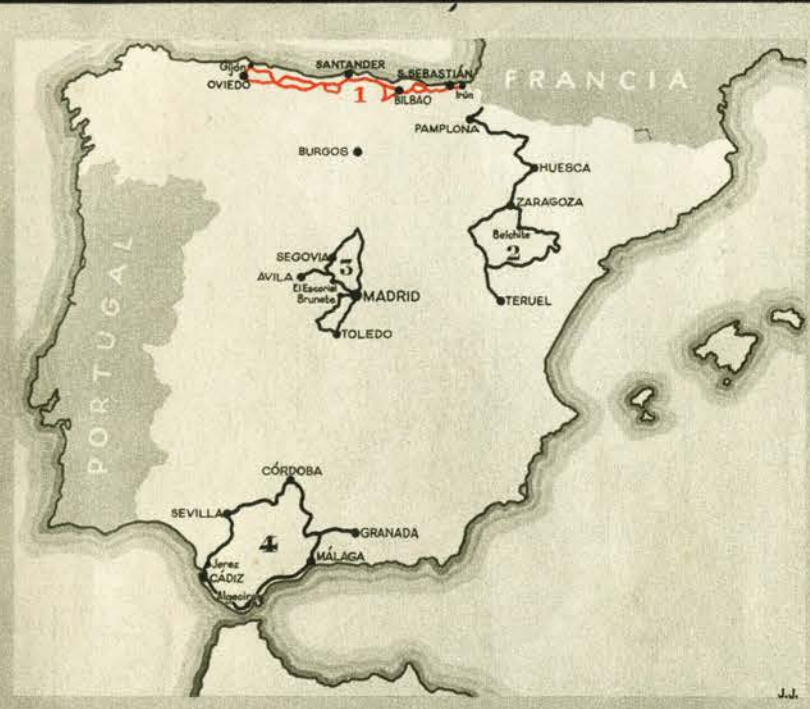 Gijón
OVIEDO
SANTANDER
S. SEBASTIÁN
Irún
BILBAO
1
FRANCIA
PAMPLONA
BURGOS
HUESCA
ZARAGOZA
Belchite
2
TERUEL
SEGOVIA
3
AVILA
El Escorial
Brunete
MADRID
TOLEDO
PORTUGAL
CÓRDOBA
SEVILLA
GRANADA
4
MÁLAGA
Jerez
CÁDIZ
J.J.